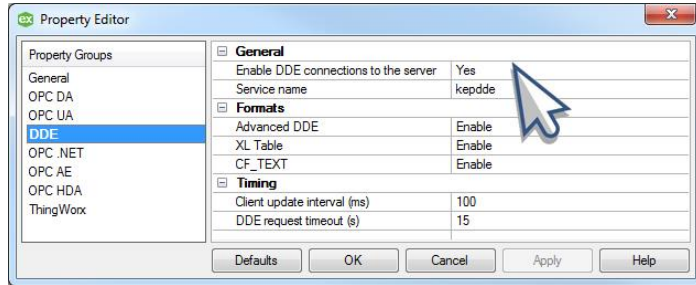 ex Property Editor
Property Groups
General
OPC DA
OPC UA
DDE
OPC .NET
OPC AE
OPC HDA
ThingWorx
General
Enable DDE connections to the server Yes
Service name kepdde
Formats
Advanced DDE Enable
XL Table Enable
CF_TEXT Enable
Timing
Client update interval (ms) 100
DDE request timeout (s) 15
Defaults OK Cancel Apply Help